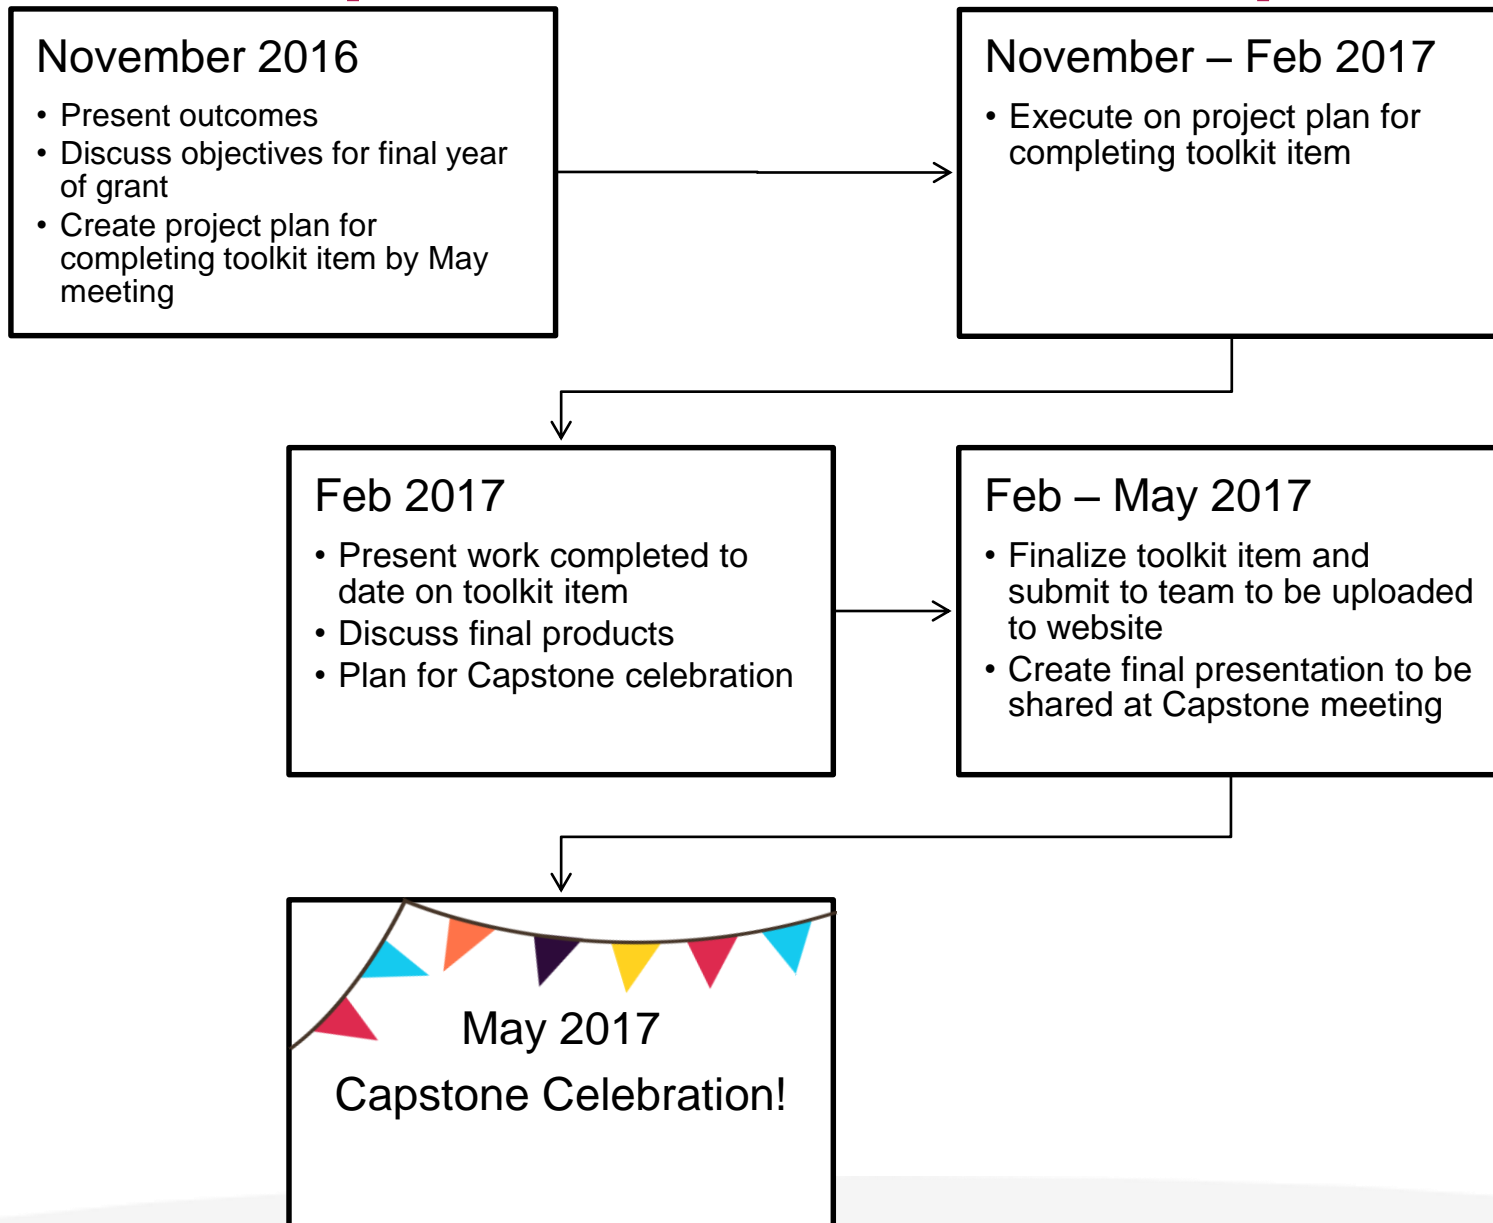 November 2016
• Present outcomes
• Discuss objectives for final year
of grant
• Create project plan for
completing toolkit item by May
meeting
November – Feb 2017
• Execute on project plan for
completing toolkit item
Feb 2017
• Present work completed to
date on toolkit item
• Discuss final products
• Plan for Capstone celebration
Feb – May 2017
• Finalize toolkit item and
submit to team to be uploaded
to website
• Create final presentation to be
shared at Capstone meeting
May 2017
Capstone Celebration!